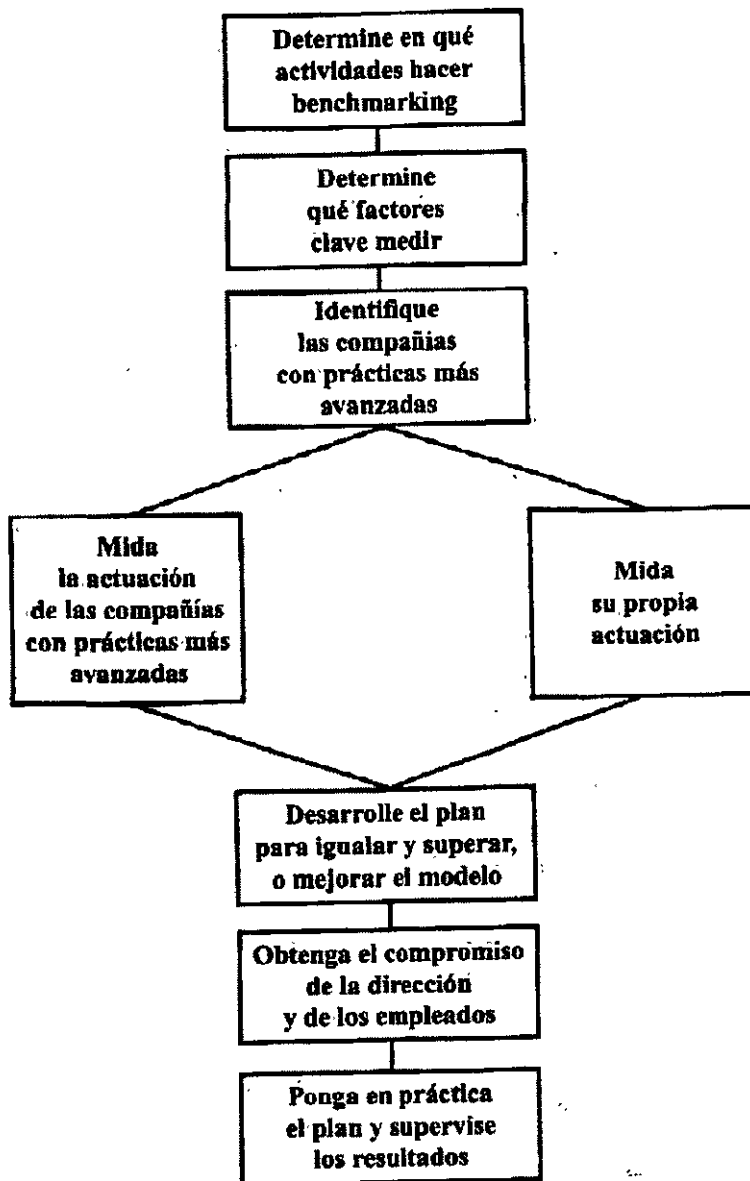 Determine en qué
actividades hacer
benchmarking
Determine
qué factores
clave medir
Identifique
las compañias
con prácticas más
avanzadas
Mida
la actuación
de las compañías
con prácticas más
avanzadas
Mida
su propia
actuación
Desarrolle el plan
para igualar y superar,
o mejorar el modelo
Obtenga el compromiso
de la dirección
y de los empleados
Ponga en práctica
el plan y supervise
los resultados